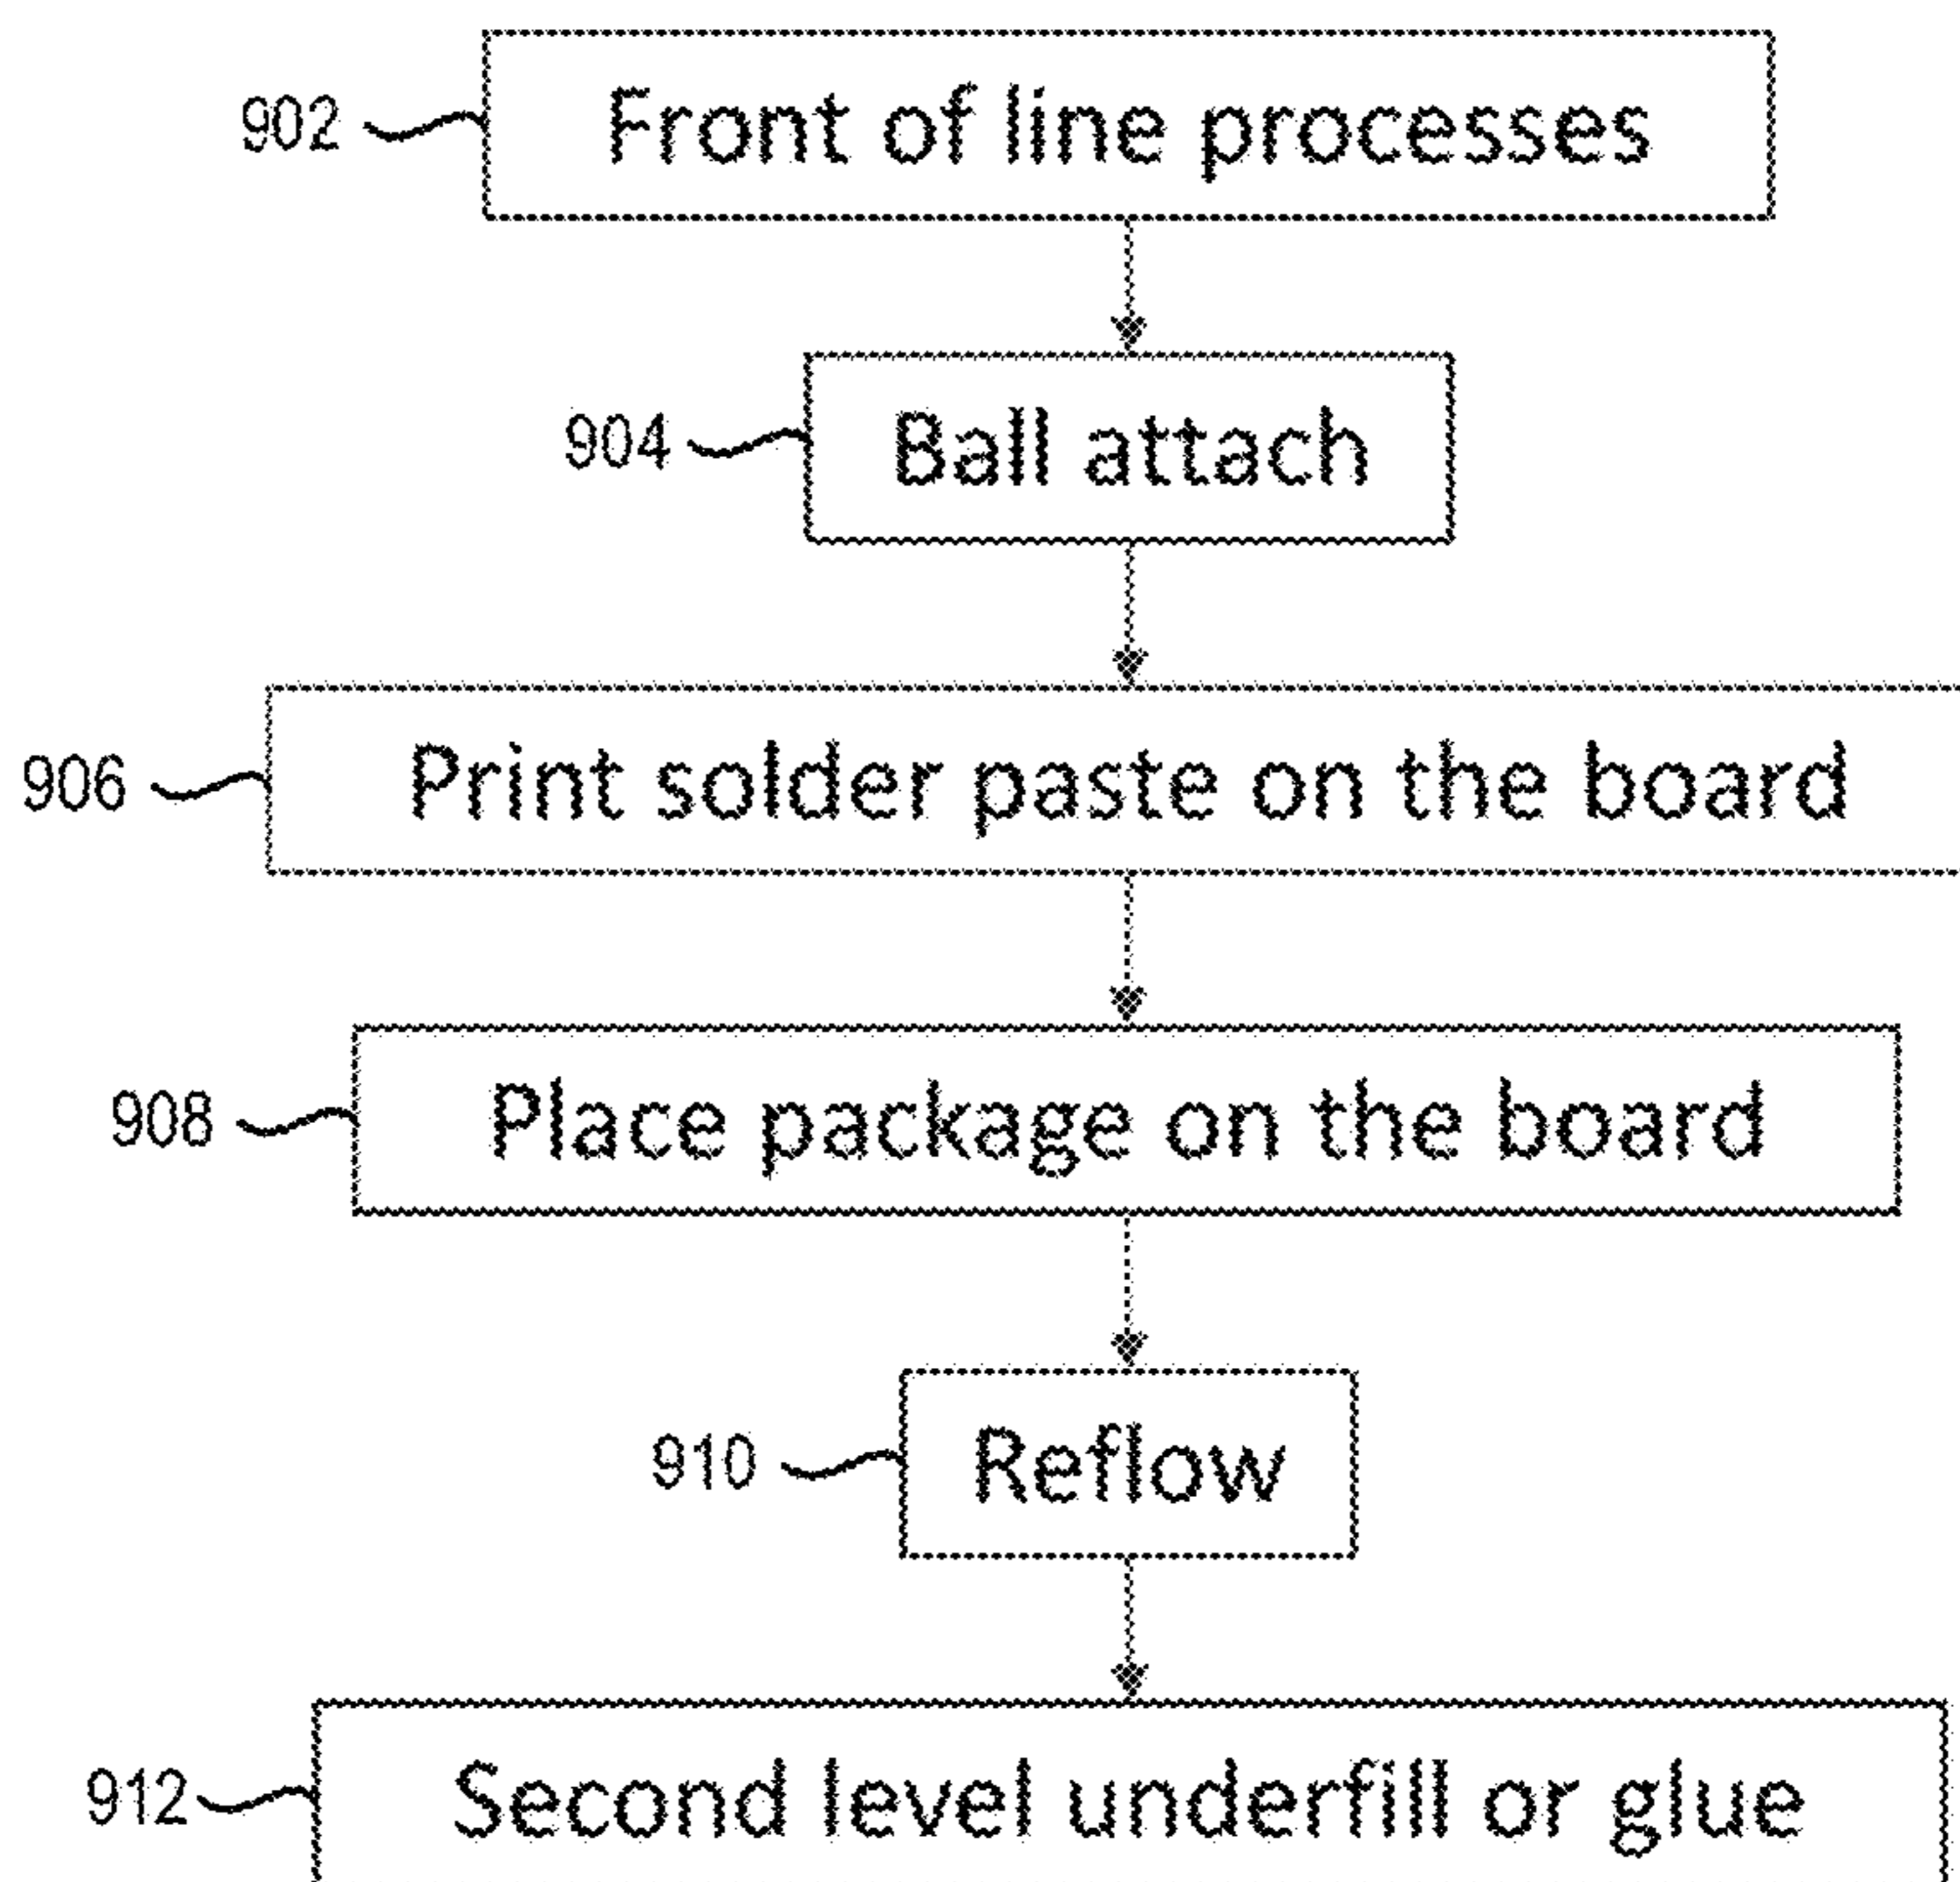 902 Front of line processes
904 Ball attach
906 Print solder paste on the board
908 Place package on the board
910 Reflow
912 Second level underfill or glue